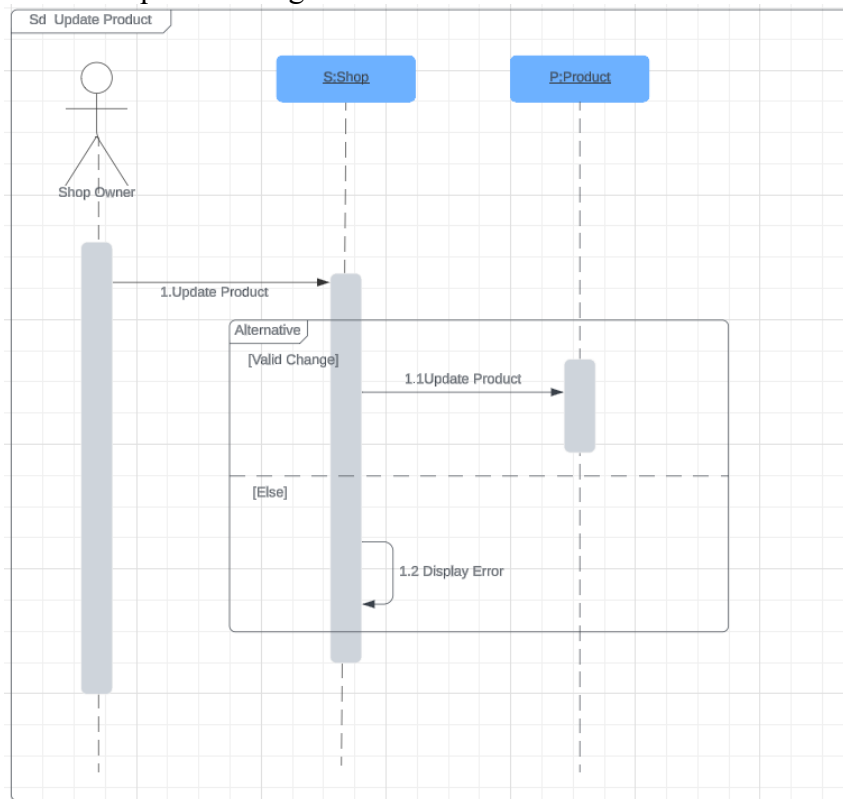 Sd Update Product
S:Shop
P:Product
Shop Owner
1.Update Product
Alternative
[Valid Change]
1.1Update Product
[Else]
1.2 Display Error